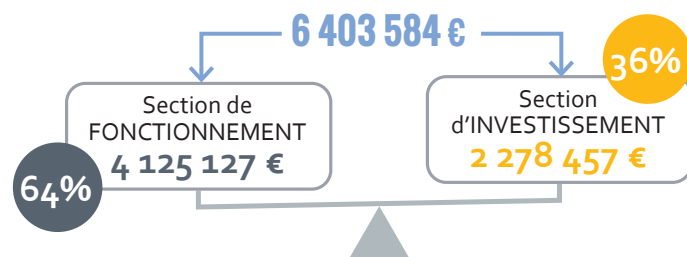 6 403 584 €
36%
Section de
FONCTIONNEMENT
4 125 127 €
64%
Section
d'INVESTISSEMENT
2 278 457 €